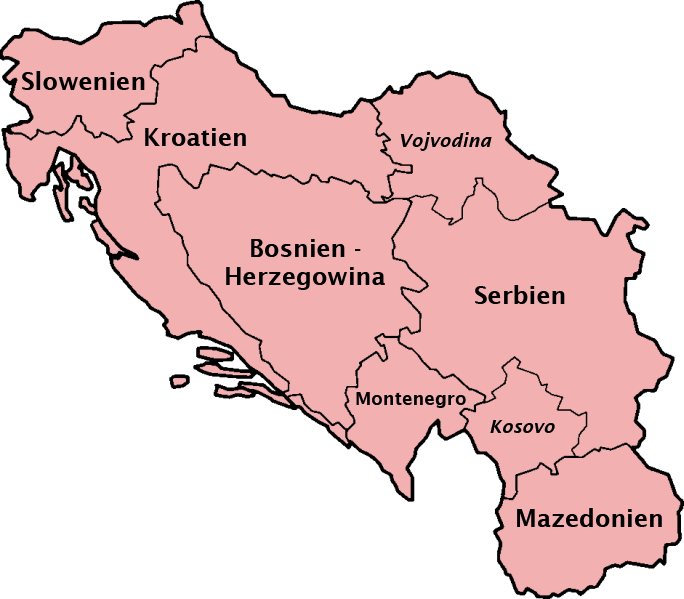 Slowenien
Kroatien
Vojvodina
Bosnien -
Herzegowina
Serbien
Montenegro
Kosovo
Mazedonien